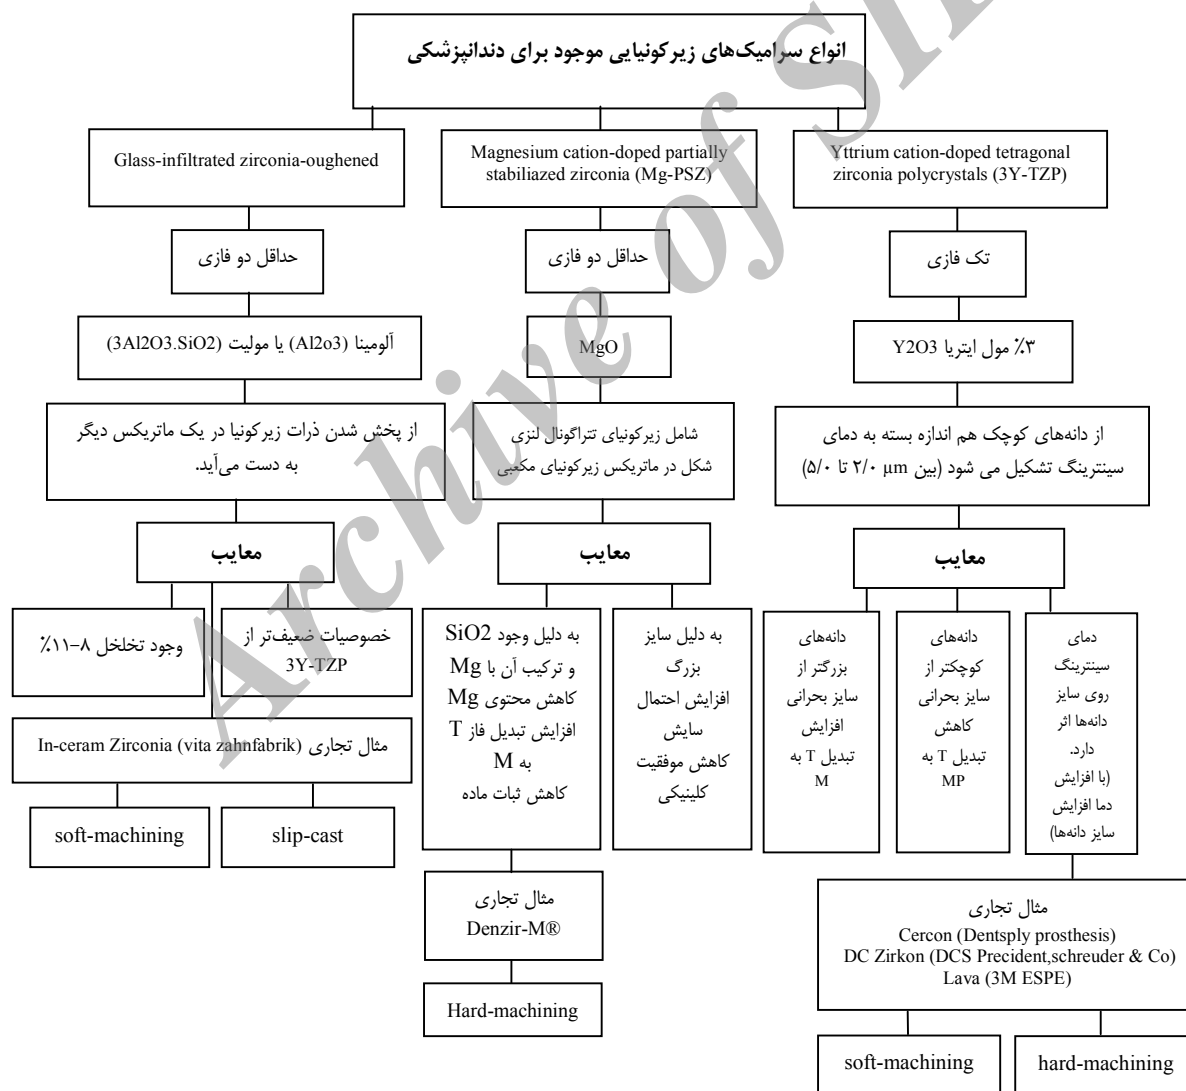 انواع سرامیک‌های زیرکونیایی موجود برای دندانپزشکی
Glass-infiltrated zirconia-oughened
Magnesium cation-doped partially
stabiliazed zirconia (Mg-PSZ)
Yttrium cation-doped tetragonal
zirconia polycrystals (3Y-TZP)
حداقل دو فازی
حداقل دو فازی
تک فازی
آلومینا (Al2o3) یا مولیت (3Al2O3.SiO2)
MgO
۳٪ مول ایتریا Y2O3
از پخش شدن ذرات زیرکونیا در یک ماتریکس دیگر
به دست می‌آید.
شامل زیرکونیای تتراگونال لنزی
شکل در ماتریکس زیرکونیای مکعبی
از دانه‌های کوچک هم اندازه بسته به دمای
سینترینگ تشکیل می شود (بین ۲/۰ µm تا ۵/۰)
معایب
معایب
معایب
وجود تخلخل ۸-۱۱٪
خصوصیات ضعیف‌تر از
3Y-TZP
به دلیل وجود SiO2
و ترکیب آن با Mg
کاهش محتوی Mg
افزایش تبدیل فاز T
به M
کاهش ثبات ماده
به دلیل سایز
بزرگ
افزایش احتمال
سایش
کاهش موفقیت
کلینیکی
دانه‌های
بزرگتر از
سایز بحرانی
افزایش
تبدیل T به
M
دانه‌های
کوچکتر از
سایز بحرانی
کاهش
تبدیل T به
MP
دمای
سینترینگ
روی سایز
دانه‌ها اثر
دارد.
(با افزایش
دما افزایش
سایز دانه‌ها)
مثال تجاری In-ceram Zirconia (vita zahnfabrik)
soft-machining
slip-cast
مثال تجاری
Denzir-M®
Hard-machining
مثال تجاری
Cercon (Dentsply prosthesis)
DC Zirkon (DCS Precident,schreuder & Co)
Lava (3M ESPE)
soft-machining
hard-machining
Archive of